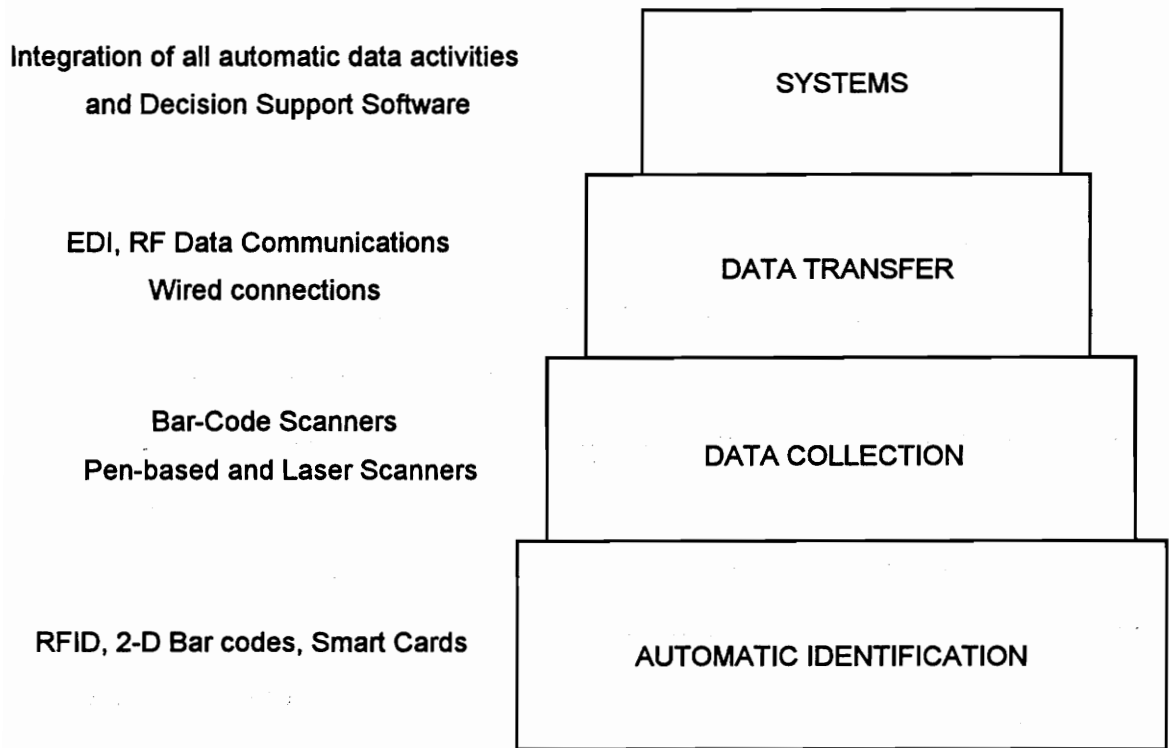 Integration of all automatic data activities
and Decision Support Software
SYSTEMS
EDI, RF Data Communications
Wired connections
DATA TRANSFER
Bar-Code Scanners
Pen-based and Laser Scanners
DATA COLLECTION
RFID, 2-D Bar codes, Smart Cards
AUTOMATIC IDENTIFICATION